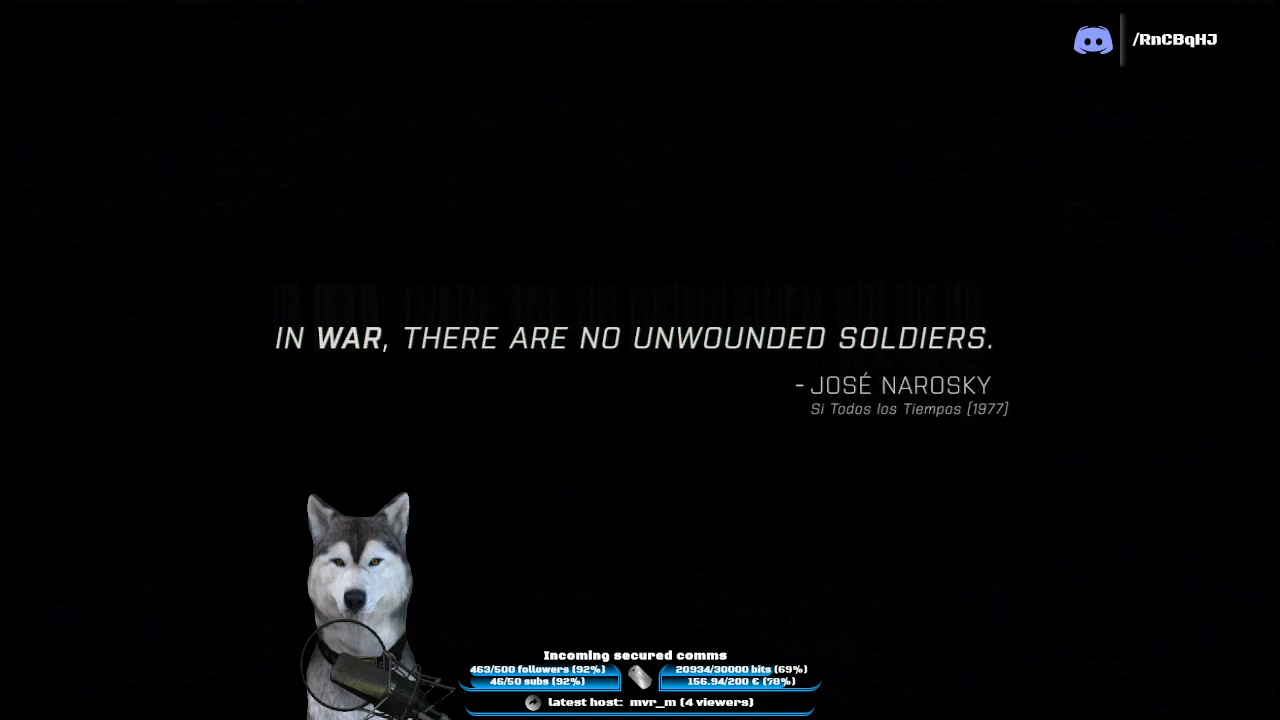 /RnCBqHJ
IN WAR, THERE ARE NO UNWOUNDED SOLDIERS.
- JOSÉ NAROSKY
Si Todos los Tiempos (1977)
Incoming secured comms
463/500 followers (92%)
20934/30000 bits (69%)
46/50 subs (92%)
156.94/200 € (78%)
latest host: mvr_m (4 viewers)